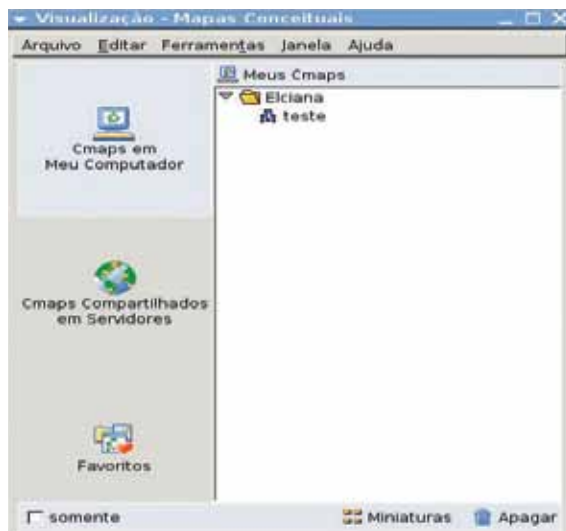 Visualização - Mapas Conceituais
Arquivo Editar Ferramentas Janela Ajuda
Meus Cmaps
Elciana
teste
Cmaps em
Meu Computador
Cmaps Compartilhados
em Servidores
Favoritos
somente
Miniaturas
Apagar